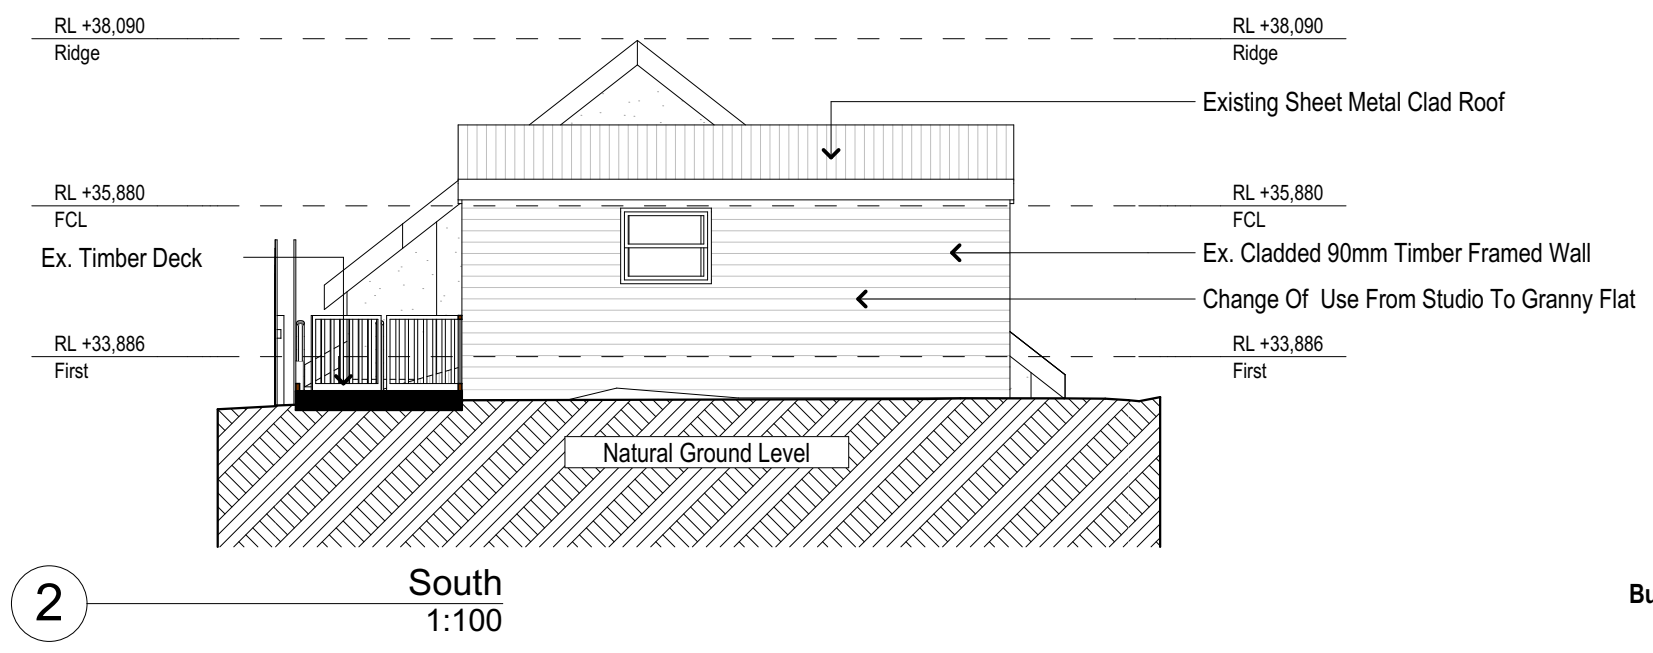 RL +38,090
Ridge
RL +38,090
Ridge
Existing Sheet Metal Clad Roof
RL +35,880
FCL
RL +35,880
FCL
Ex. Timber Deck
Ex. Cladded 90mm Timber Framed Wall
Change Of Use From Studio To Granny Flat
RL +33,886
First
RL +33,886
First
Natural Ground Level
2
South
1:100